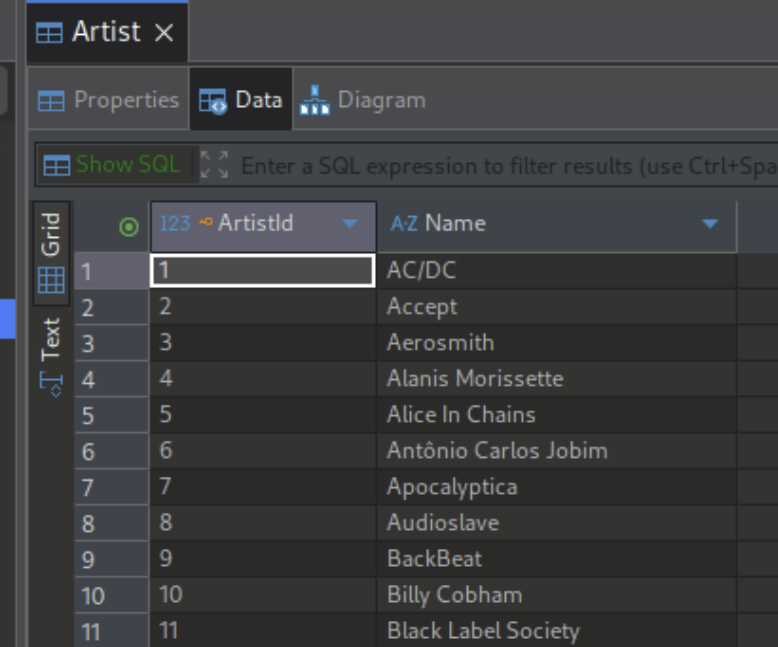 Artist
Properties Data Diagram
Show SQL Enter a SQL expression to filter results (use Ctrl+Spa
Grid
Text
123 ArtistId A-Z Name
1 1 AC/DC
2 2 Accept
3 3 Aerosmith
4 4 Alanis Morissette
5 5 Alice In Chains
6 6 Antônio Carlos Jobim
7 7 Apocalyptica
8 8 Audioslave
9 9 BackBeat
10 10 Billy Cobham
11 11 Black Label Society